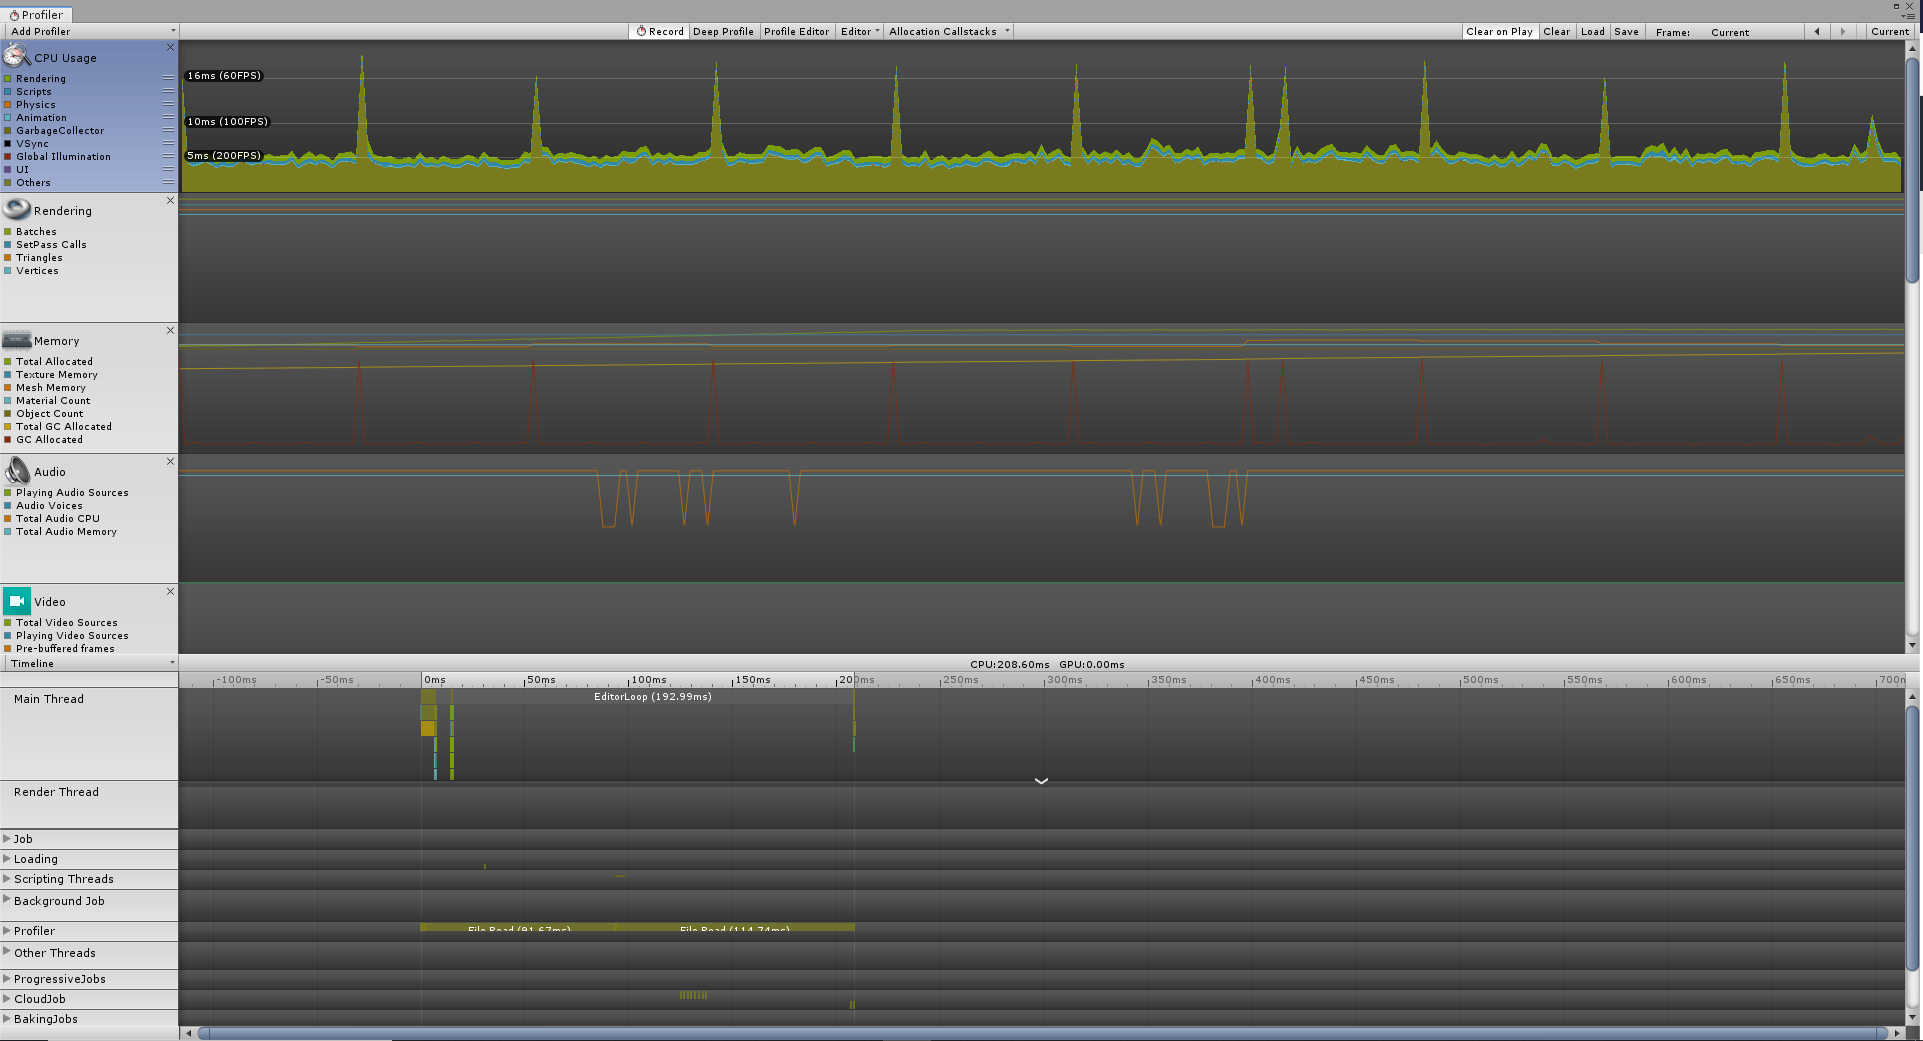 Profiler
Add Profiler
Record Deep Profile Profile Editor Editor Allocation Callstacks Clear on Play Clear Load Save Frame: Current Current
CPU Usage
Rendering
Scripts
Physics
Animation
GarbageCollector
VSync
Global Illumination
UI
Others
16ms (60FPS)
10ms (100FPS)
5ms (200FPS)
Rendering
Batches
SetPass Calls
Triangles
Vertices
Memory
Total Allocated
Texture Memory
Mesh Memory
Material Count
Object Count
Total GC Allocated
GC Allocated
Audio
Playing Audio Sources
Audio Voices
Total Audio CPU
Total Audio Memory
Video
Total Video Sources
Playing Video Sources
Pre-buffered frames
Timeline
CPU:208.60ms GPU:0.00ms
-100ms -50ms 0ms 50ms 100ms 150ms 200ms 250ms 300ms 350ms 400ms 450ms 500ms 550ms 600ms 650ms 700m
Main Thread
EditorLoop (192.99ms)
Render Thread
Job
Loading
Scripting Threads
Background Job
Profiler
File.Read (91.67ms) File.Read (114.74ms)
Other Threads
ProgressiveJobs
CloudJob
BakingJobs